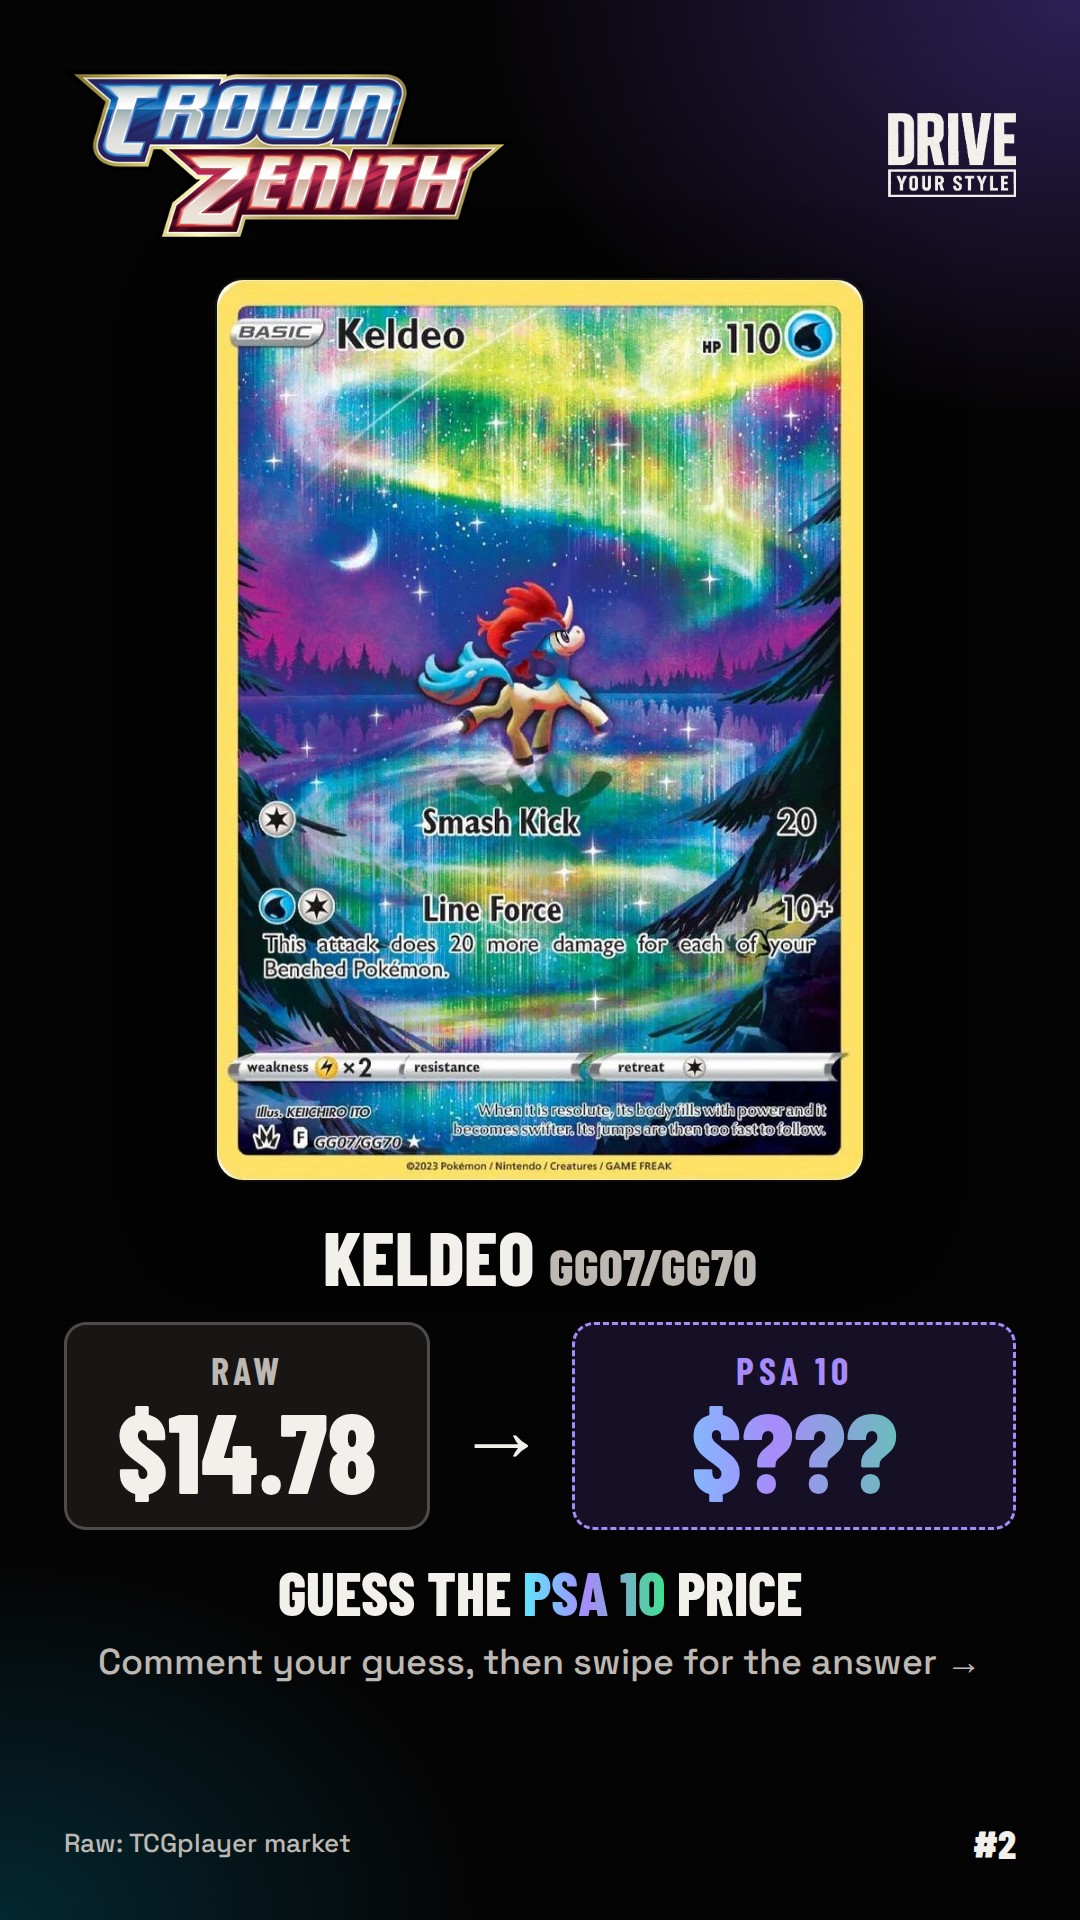 CROWN
ZENITH
DRIVE
YOUR STYLE
BASIC Keldeo HP 110
Smash Kick 20
Line Force 10+
This attack does 20 more damage for each of your
Benched Pokémon.
weakness ×2 resistance retreat
Illus. KEIICHIRO ITO
F GG07/GG70 ★
When it is resolute, its body fills with power and it
becomes swifter. Its jumps are then too fast to follow.
©2023 Pokémon / Nintendo / Creatures / GAME FREAK
KELDEO GG07/GG70
RAW
$14.78
→
PSA 10
$???
GUESS THE PSA 10 PRICE
Comment your guess, then swipe for the answer →
Raw: TCGplayer market
#2